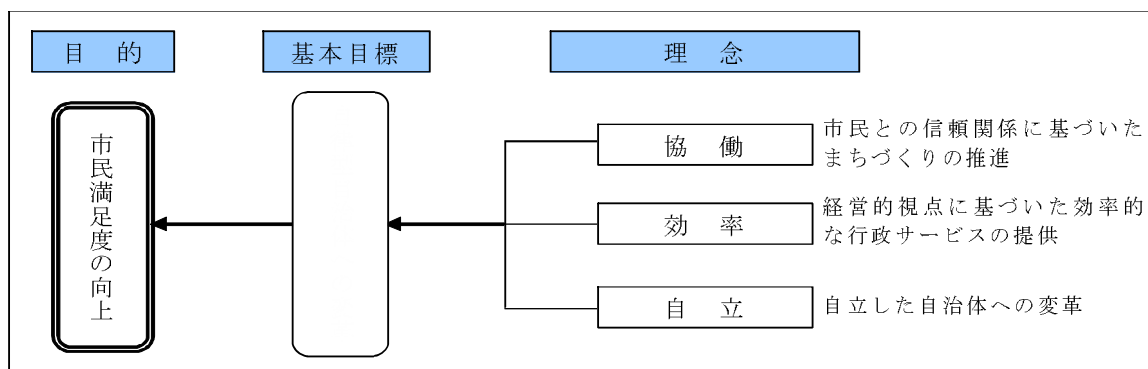 目　的
基本目標
理　念
市民満足度の向上
協　働
市民との信頼関係に基づいた
まちづくりの推進
効　率
経営的視点に基づいた効率的
な行政サービスの提供
自　立
自立した自治体への変革